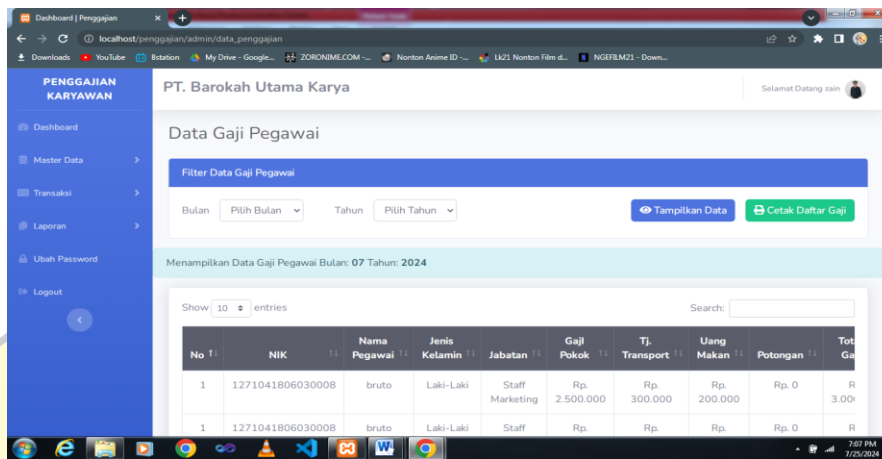 Dashboard | Penggajian
localhost/penggajian/admin/data_penggajian
Downloads YouTube Bstation My Drive - Google... ZORONIME.COM -... Nonton Anime ID -... Lk21 Nonton Film d... NGEFILM21 - Down...
PENGGAJIAN
KARYAWAN
PT. Barokah Utama Karya
Selamat Datang zain
Dashboard
Master Data
Transaksi
Laporan
Ubah Password
Logout
Data Gaji Pegawai
Filter Data Gaji Pegawai
Bulan Pilih Bulan Tahun Pilih Tahun Tampilkan Data Cetak Daftar Gaji
Menampilkan Data Gaji Pegawai Bulan: 07 Tahun: 2024
Show 10 entries Search:
No NIK Nama Pegawai Jenis Kelamin Jabatan Gaji Pokok Tj. Transport Uang Makan Potongan Tot Ga
1 1271041806030008 bruto Laki-Laki Staff Marketing Rp. 2.500.000 Rp. 300.000 Rp. 200.000 Rp. 0 R 3.00
1 1271041806030008 bruto Laki-Laki Staff Rp. Rp. Rp. Rp. 0 R
7:07 PM
7/25/2024